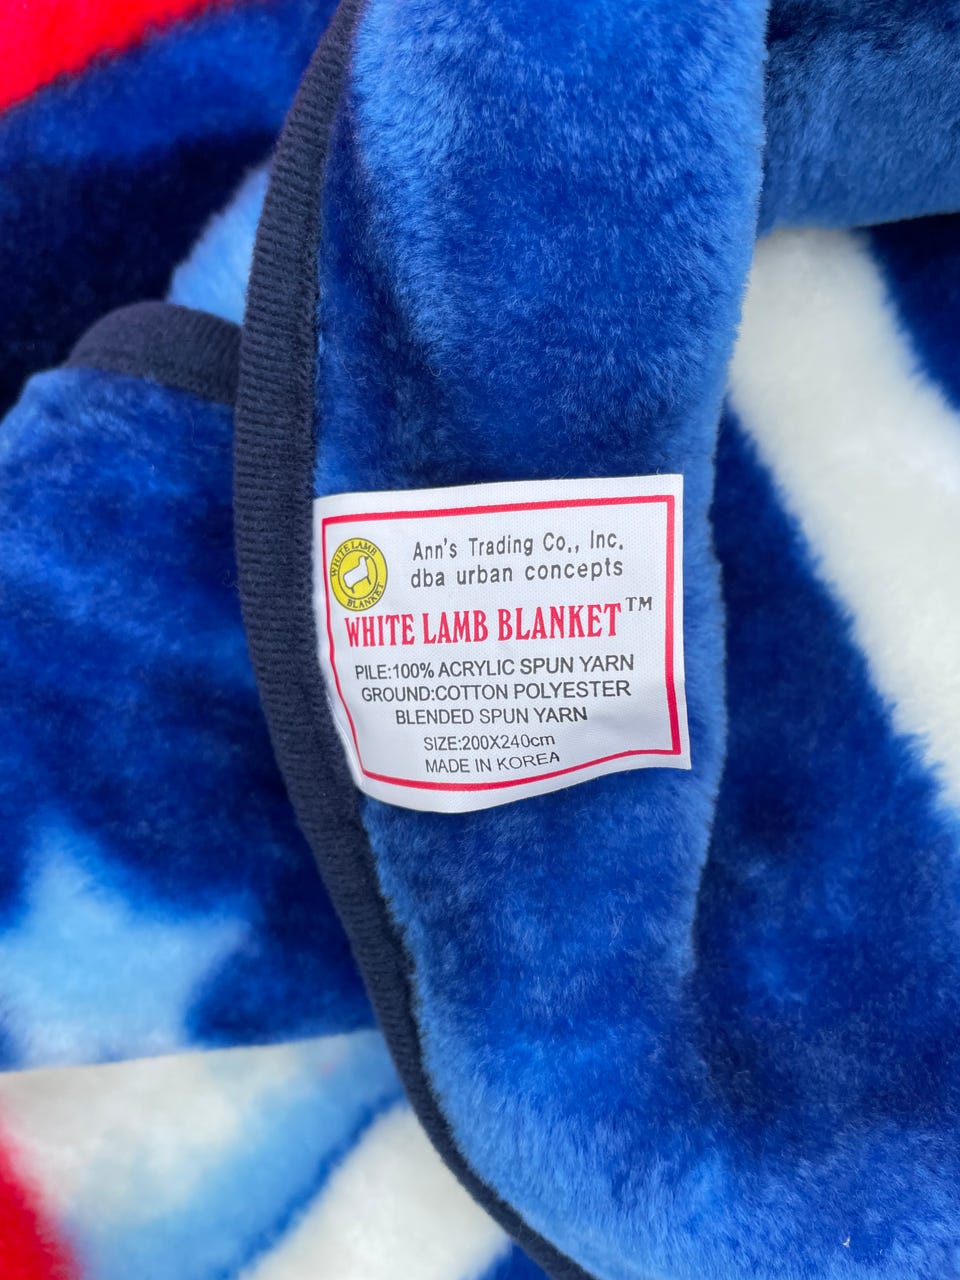 WHITE LAMB
BLANKET
Ann's Trading Co., Inc.
dba urban concepts
WHITE LAMB BLANKET™
PILE:100% ACRYLIC SPUN YARN
GROUND:COTTON POLYESTER
BLENDED SPUN YARN
SIZE:200X240cm
MADE IN KOREA